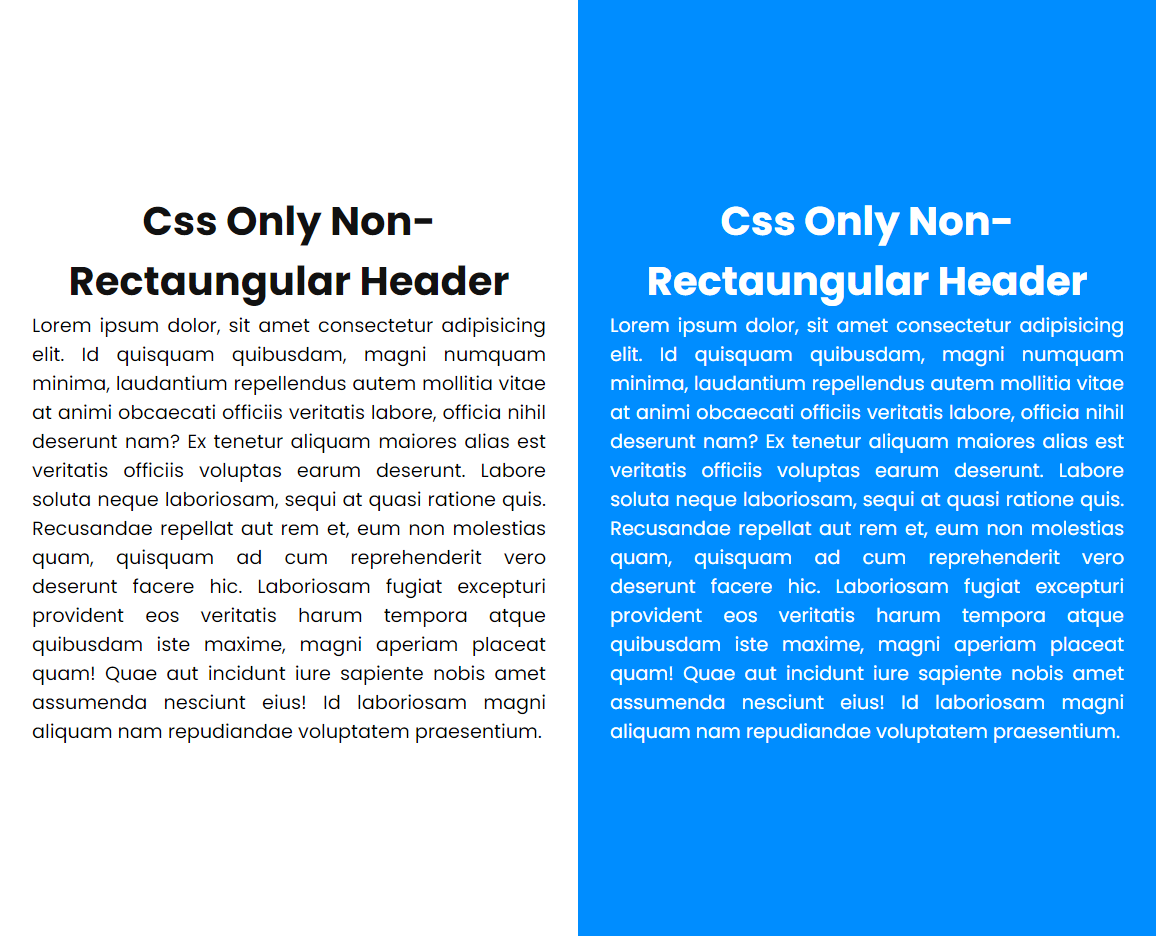 Css Only Non-
Rectaungular Header
Lorem ipsum dolor, sit amet consectetur adipisicing
elit. Id quisquam quibusdam, magni numquam
minima, laudantium repellendus autem mollitia vitae
at animi obcaecati officiis veritatis labore, officia nihil
deserunt nam? Ex tenetur aliquam maiores alias est
veritatis officiis voluptas earum deserunt. Labore
soluta neque laboriosam, sequi at quasi ratione quis.
Recusandae repellat aut rem et, eum non molestias
quam, quisquam ad cum reprehenderit vero
deserunt facere hic. Laboriosam fugiat excepturi
provident eos veritatis harum tempora atque
quibusdam iste maxime, magni aperiam placeat
quam! Quae aut incidunt iure sapiente nobis amet
assumenda nesciunt eius! Id laboriosam magni
aliquam nam repudiandae voluptatem praesentium.
Css Only Non-
Rectaungular Header
Lorem ipsum dolor, sit amet consectetur adipisicing
elit. Id quisquam quibusdam, magni numquam
minima, laudantium repellendus autem mollitia vitae
at animi obcaecati officiis veritatis labore, officia nihil
deserunt nam? Ex tenetur aliquam maiores alias est
veritatis officiis voluptas earum deserunt. Labore
soluta neque laboriosam, sequi at quasi ratione quis.
Recusandae repellat aut rem et, eum non molestias
quam, quisquam ad cum reprehenderit vero
deserunt facere hic. Laboriosam fugiat excepturi
provident eos veritatis harum tempora atque
quibusdam iste maxime, magni aperiam placeat
quam! Quae aut incidunt iure sapiente nobis amet
assumenda nesciunt eius! Id laboriosam magni
aliquam nam repudiandae voluptatem praesentium.